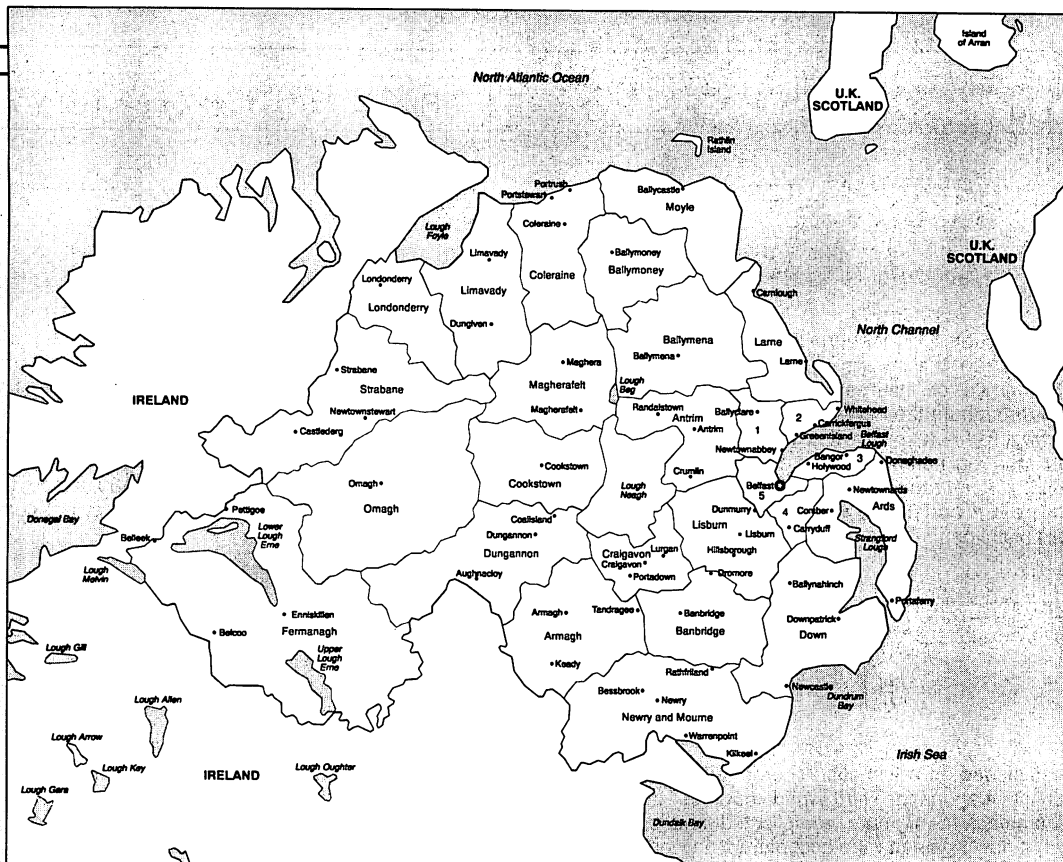 Island
of Arran
North Atlantic Ocean
U.K.
SCOTLAND
Rathlin
Island
Portrush
Portstewart
Ballycastle
Moyle
Coleraine
Lough
Foyle
Limavady
Ballymoney
Ballymoney
U.K.
SCOTLAND
Londonderry
Limavady
Coleraine
Londonderry
Carnlough
Dungiven
North Channel
Ballymena
Larne
Ballymena
Maghera
Larne
Strabane
Magherafelt
Lough
Beg
Strabane
IRELAND
Magherafelt
Randalstown
Antrim
Ballyclare
2
Whitehead
Newtownstewart
Antrim
1
Carrickfergus
Castlederg
Greenisland
Belfast
Lough
Newtownabbey
Bangor
3
Donaghadee
Holywood
Cookstown
Crumlin
Belfast
5
Omagh
Cookstown
Lough
Neagh
Newtownards
Ards
Omagh
Pettigoe
Dunmurry
4
Comber
Donegal Bay
Lower
Lough
Erne
Coalisland
Lisburn
Carryduff
Belleek
Dungannon
Lisburn
Strangford
Lough
Dungannon
Craigavon
Lurgan
Hillsborough
Craigavon
Lough
Melvin
Aughnacloy
Portadown
Dromore
Ballynahinch
Enniskillen
Armagh
Tandragee
Banbridge
Portaferry
Belcoo
Fermanagh
Armagh
Banbridge
Downpatrick
Down
Lough Gill
Upper
Lough
Erne
Keady
Rathfriland
Bessbrook
Newry
Newcastle
Dundrum
Bay
Lough Allen
Newry and Mourne
Warrenpoint
Lough Arrow
Kilkeel
Irish Sea
Lough Key
IRELAND
Lough Oughter
Lough Gara
Dundalk Bay